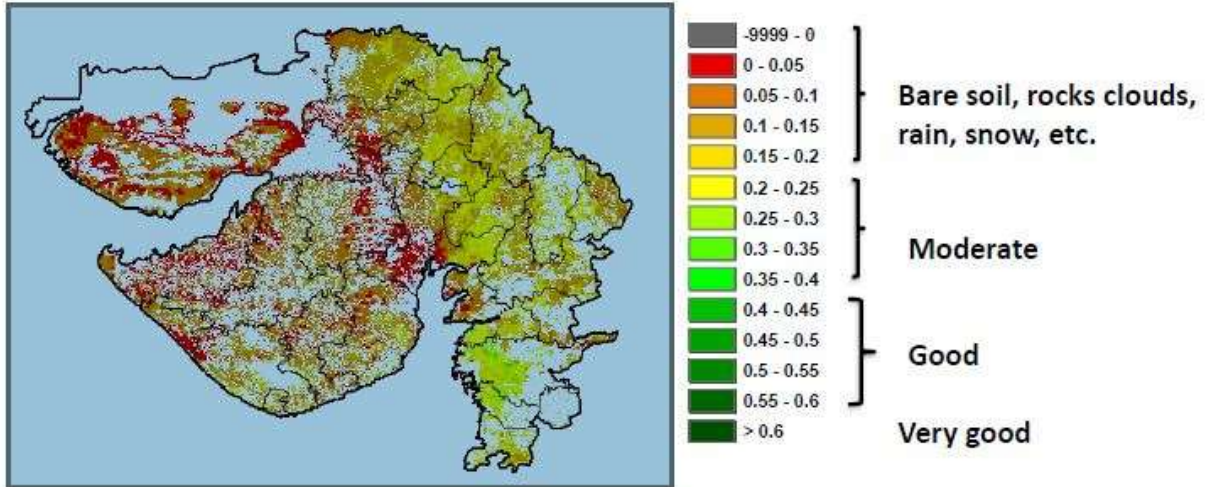 -9999 - 0
0 - 0.05
0.05 - 0.1
0.1 - 0.15
0.15 - 0.2
0.2 - 0.25
0.25 - 0.3
0.3 - 0.35
0.35 - 0.4
0.4 - 0.45
0.45 - 0.5
0.5 - 0.55
0.55 - 0.6
> 0.6
Bare soil, rocks clouds,
rain, snow, etc.
Moderate
Good
Very good